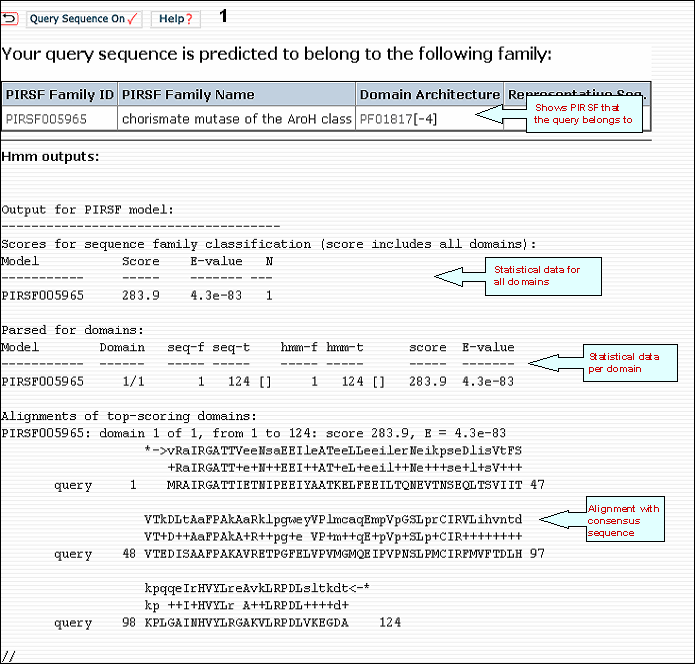 Query Sequence On ✓ Help? 1
Your query sequence is predicted to belong to the following family:
PIRSF Family ID PIRSF Family Name Domain Architecture Representative Seq.
PIRSF005965 chorismate mutase of the AroH class PF01817[-4]
Shows PIRSF that
the query belongs to
Hmm outputs:
Output for PIRSF model:
----------------------------------
Scores for sequence family classification (score includes all domains):
Model Score E-value N
----------- ----- ------- ---
PIRSF005965 283.9 4.3e-83 1
Statistical data for
all domains
Parsed for domains:
Model Domain seq-f seq-t hmm-f hmm-t score E-value
----------- ------- ----- ----- ----- ----- ----- -------
PIRSF005965 1/1 1 124 [] 1 124 [] 283.9 4.3e-83
Statistical data
per domain
Alignments of top-scoring domains:
PIRSF005965: domain 1 of 1, from 1 to 124: score 283.9, E = 4.3e-83
*->vRaIRGATTVeeNsaEEIleATeeLLeeilerNeikpseDlisVtFS
+RaIRGATT+e+N++EEI++AT+eL+eeil++Ne+++se+l+sV+++
query 1 MRAIRGATTIETNIPEEIYAATKELFEEILTQNEVTNSEQLTSVIIT 47
VTkDLtAaFPAkAaRklpgweyVPlmcaqEmpVpGSLprCIRVLihvntd
VT+D++AaFPAkA+R++pg+e VP+m++qE+pVp+SLp+CIR++++++++
query 48 VTEDISAAFPAKAVRETPGFELVPVMGMQEIPVPNSLPMCIRFMVFTDLH 97
Alignment with
consensus
sequence
kpqqeIrHVYLreAvkLRPDLsltkdt<-*
kp ++I+HVYLr A++LRPDL++++d+
query 98 KPLGAINHVYLRGAKVLRPDLVKEGDA 124
//